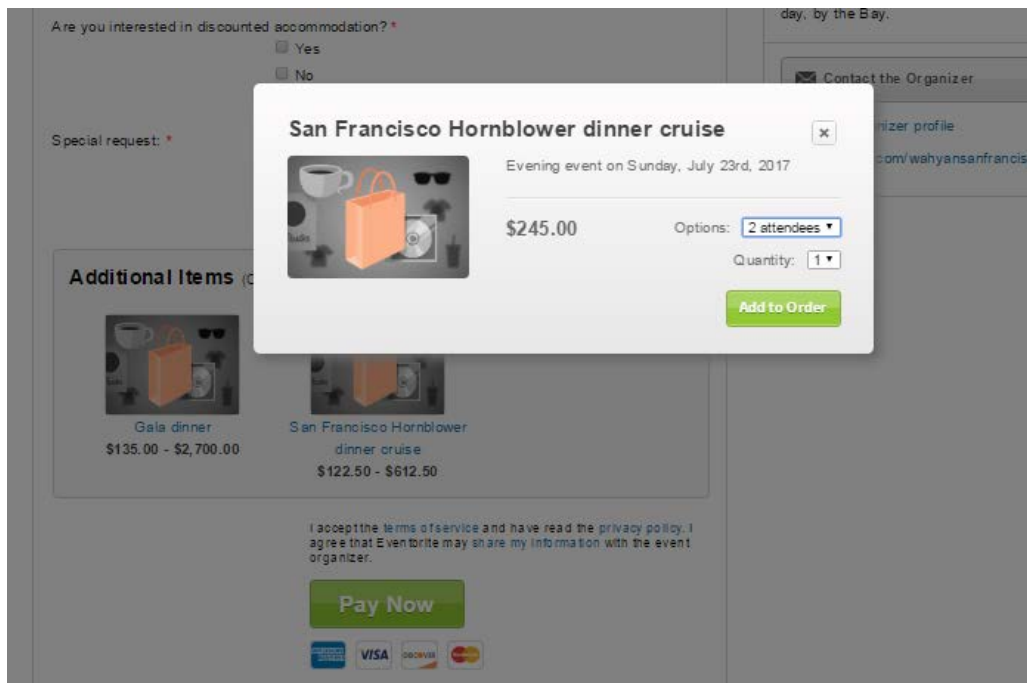 Are you interested in discounted accommodation? *
Yes
No
day, by the Bay.
Contact the Organizer
nizer profile
com/wahyansanfrancis
Special request: *
San Francisco Hornblower dinner cruise
×
Evening event on Sunday, July 23rd, 2017
$245.00
Options: 2 attendees
Quantity: 1
Add to Order
Additional Items
Gala dinner
$135.00 - $2,700.00
San Francisco Hornblower
dinner cruise
$122.50 - $612.50
I accept the terms of service and have read the privacy policy. I
agree that Eventbrite may share my information with the event
organizer.
Pay Now
VISA
DISCOVER
MasterCard